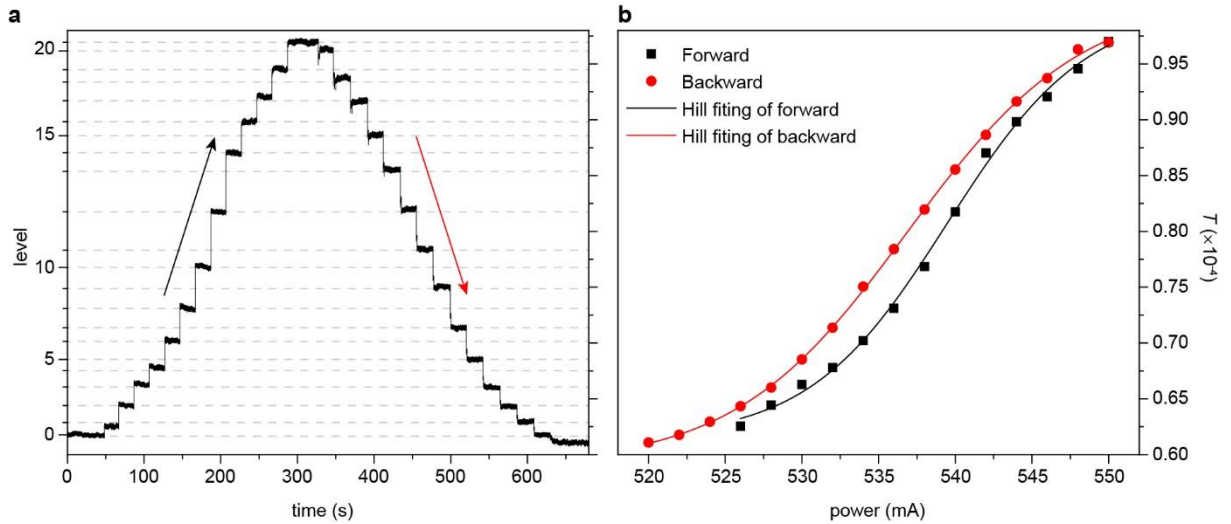 a
20
15
10
5
0
level
0 100 200 300 400 500 600
time (s)
b
Forward
Backward
Hill fiting of forward
Hill fiting of backward
0.95
0.90
0.85
0.80
0.75
0.70
0.65
0.60
T (×10⁻⁴)
520 525 530 535 540 545 550
power (mA)